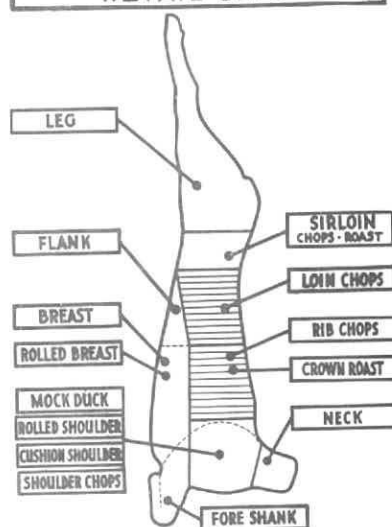 LEG
FLANK
BREAST
ROLLED BREAST
MOCK DUCK
ROLLED SHOULDER
CUSHION SHOULDER
SHOULDER CHOPS
SIRLOIN
CHOPS - ROAST
LOIN CHOPS
RIB CHOPS
CROWN ROAST
NECK
FORE SHANK